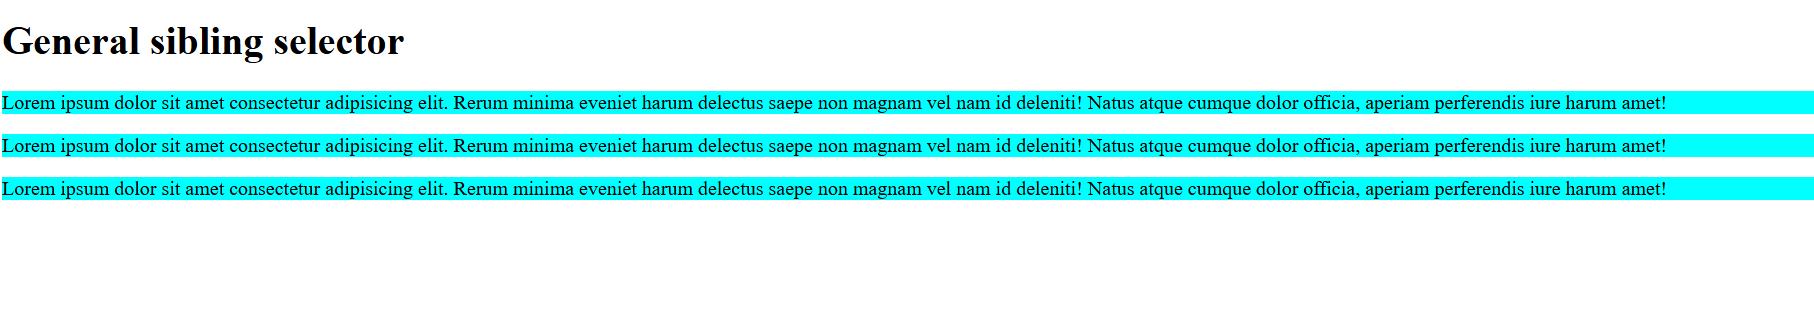 General sibling selector
Lorem ipsum dolor sit amet consectetur adipisicing elit. Rerum minima eveniet harum delectus saepe non magnam vel nam id deleniti! Natus atque cumque dolor officia, aperiam perferendis iure harum amet!
Lorem ipsum dolor sit amet consectetur adipisicing elit. Rerum minima eveniet harum delectus saepe non magnam vel nam id deleniti! Natus atque cumque dolor officia, aperiam perferendis iure harum amet!
Lorem ipsum dolor sit amet consectetur adipisicing elit. Rerum minima eveniet harum delectus saepe non magnam vel nam id deleniti! Natus atque cumque dolor officia, aperiam perferendis iure harum amet!